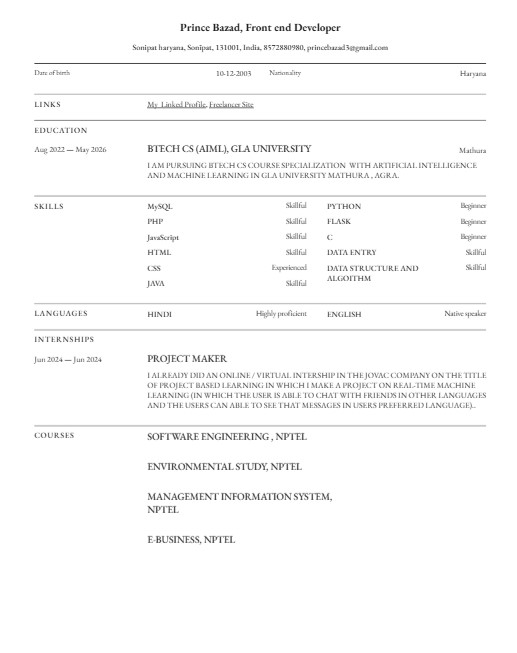 Prince Bazad, Front end Developer
Sonipat haryana, Sonipat, 131001, India, 8572880980, princebazad3@gmail.com
Date of birth 10-12-2003 Nationality Haryana
LINKS My Linked Profile, Freelancer Site
EDUCATION
Aug 2022 — May 2026 BTECH CS (AIML), GLA UNIVERSITY Mathura
I AM PURSUING BTECH CS COURSE SPECIALIZATION WITH ARTIFICIAL INTELLIGENCE
AND MACHINE LEARNING IN GLA UNIVERSITY MATHURA , AGRA.
SKILLS MySQL Skillful PYTHON Beginner
PHP Skillful FLASK Beginner
JavaScript Skillful C Beginner
HTML Skillful DATA ENTRY Skillful
CSS Experienced DATA STRUCTURE AND Skillful
ALGOITHM
JAVA Skillful
LANGUAGES HINDI Highly proficient ENGLISH Native speaker
INTERNSHIPS
Jun 2024 — Jun 2024 PROJECT MAKER
I ALREADY DID AN ONLINE / VIRTUAL INTERSHIP IN THE JOVAC COMPANY ON THE TITLE
OF PROJECT BASED LEARNING IN WHICH I MAKE A PROJECT ON REAL-TIME MACHINE
LEARNING (IN WHICH THE USER IS ABLE TO CHAT WITH FRIENDS IN OTHER LANGUAGES
AND THE USERS CAN ABLE TO SEE THAT MESSAGES IN USERS PREFERRED LANGUAGE)..
COURSES SOFTWARE ENGINEERING , NPTEL
ENVIRONMENTAL STUDY, NPTEL
MANAGEMENT INFORMATION SYSTEM,
NPTEL
E-BUSINESS, NPTEL